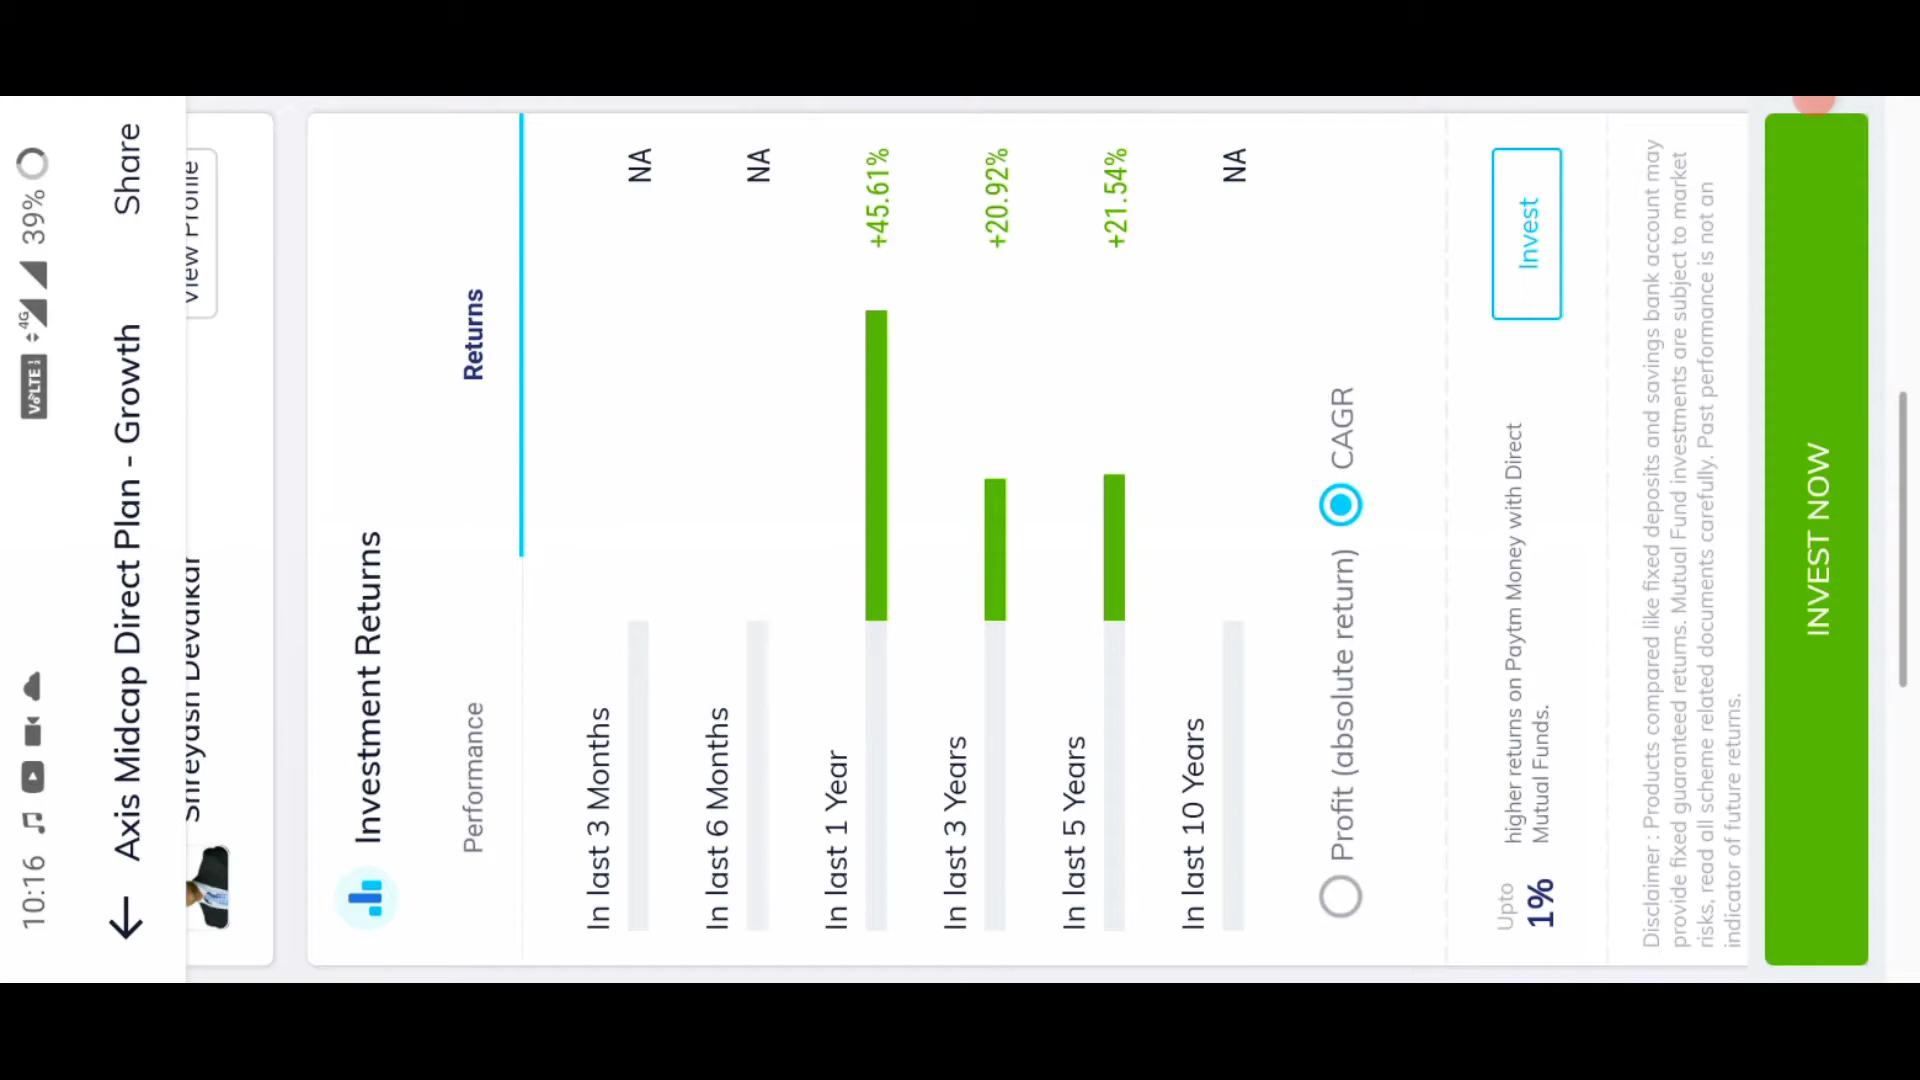 10:16
4G
VoLTE 1
39%
Axis Midcap Direct Plan - Growth
Share
Shreyash Devalkar
View Profile
Investment Returns
Performance
Returns
In last 3 Months
NA
In last 6 Months
NA
In last 1 Year
+45.61%
In last 3 Years
+20.92%
In last 5 Years
+21.54%
In last 10 Years
NA
Profit (absolute return)
CAGR
Upto
1%
higher returns on Paytm Money with Direct
Mutual Funds.
Invest
Disclaimer : Products compared like fixed deposits and savings bank account may
provide fixed guaranteed returns. Mutual Fund investments are subject to market
risks, read all scheme related documents carefully. Past performance is not an
indicator of future returns.
INVEST NOW